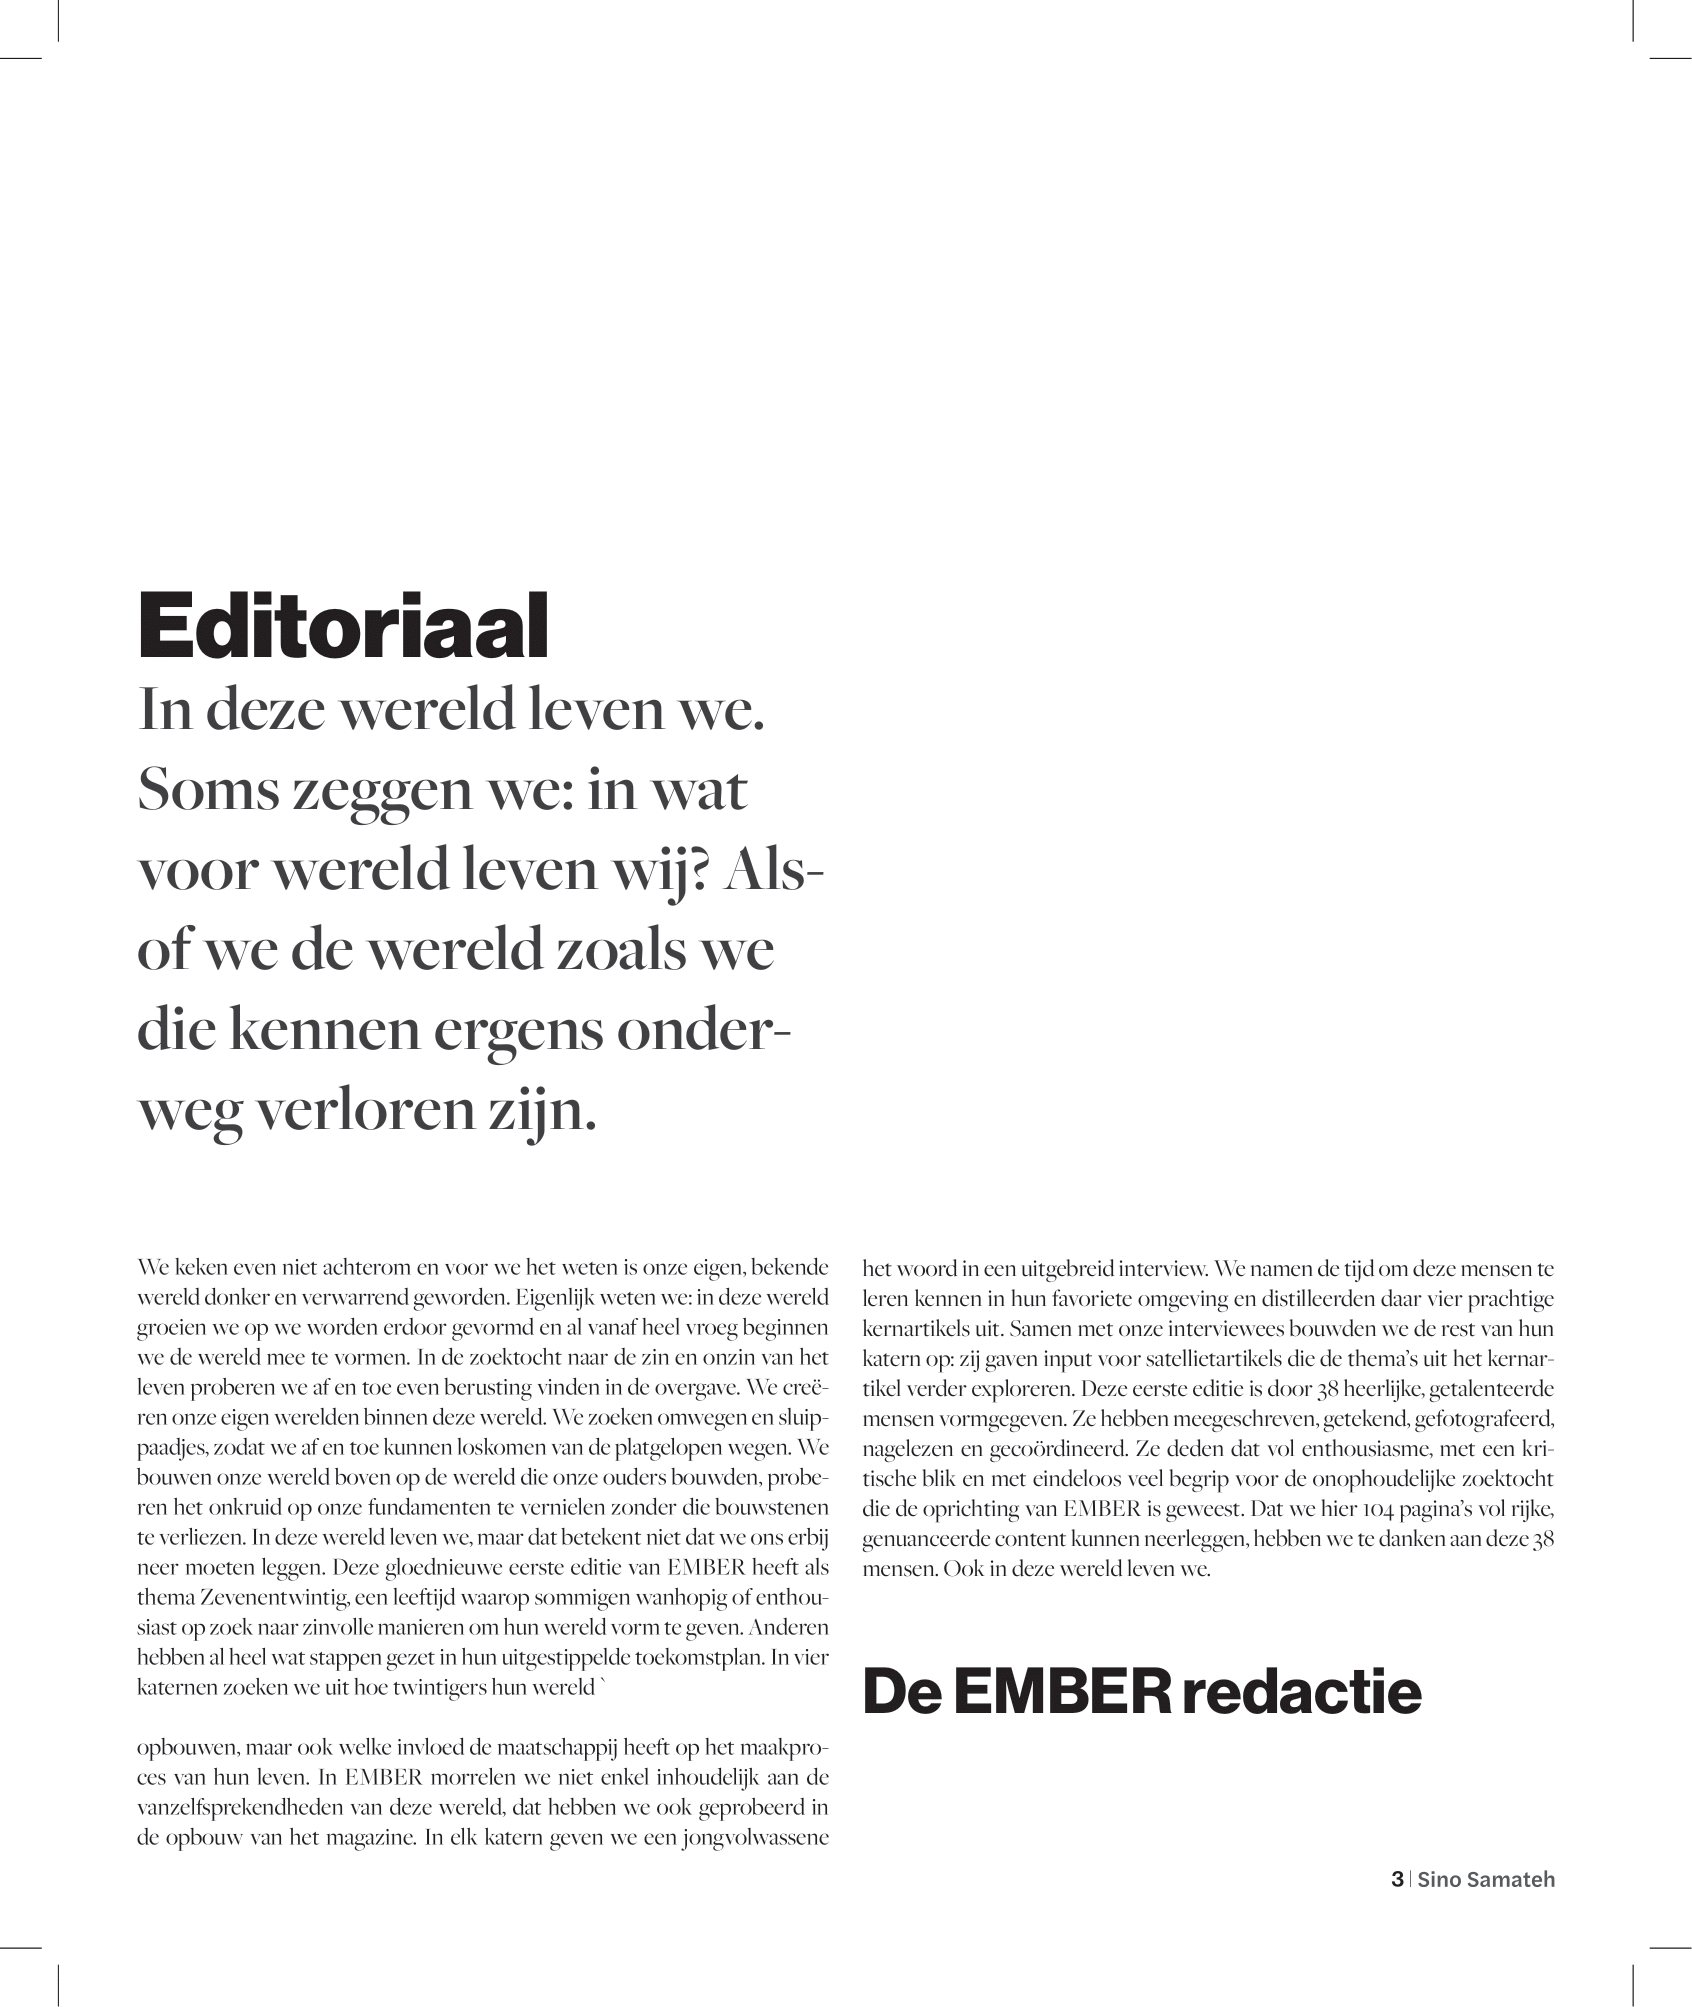 Editoriaal
In deze wereld leven we.
Soms zeggen we: in wat
voor wereld leven wij? Als-
of we de wereld zoals we
die kennen ergens onder-
weg verloren zijn.
We keken even niet achterom en voor we het weten is onze eigen, bekende
wereld donker en verwarrend geworden. Eigenlijk weten we: in deze wereld
groeien we op we worden erdoor gevormd en al vanaf heel vroeg beginnen
we de wereld mee te vormen. In de zoektocht naar de zin en onzin van het
leven proberen we af en toe even berusting vinden in de overgave. We creë-
ren onze eigen werelden binnen deze wereld. We zoeken omwegen en sluip-
paadjes, zodat we af en toe kunnen loskomen van de platgelopen wegen. We
bouwen onze wereld boven op de wereld die onze ouders bouwden, probe-
ren het onkruid op onze fundamenten te vernielen zonder die bouwstenen
te verliezen. In deze wereld leven we, maar dat betekent niet dat we ons erbij
neer moeten leggen. Deze gloednieuwe eerste editie van EMBER heeft als
thema Zevenentwintig, een leeftijd waarop sommigen wanhopig of enthou-
siast op zoek naar zinvolle manieren om hun wereld vorm te geven. Anderen
hebben al heel wat stappen gezet in hun uitgestippelde toekomstplan. In vier
katernen zoeken we uit hoe twintigers hun wereld `
opbouwen, maar ook welke invloed de maatschappij heeft op het maakpro-
ces van hun leven. In EMBER morrelen we niet enkel inhoudelijk aan de
vanzelfsprekendheden van deze wereld, dat hebben we ook geprobeerd in
de opbouw van het magazine. In elk katern geven we een jongvolwassene
het woord in een uitgebreid interview. We namen de tijd om deze mensen te
leren kennen in hun favoriete omgeving en distilleerden daar vier prachtige
kernartikels uit. Samen met onze interviewees bouwden we de rest van hun
katern op: zij gaven input voor satellietartikels die de thema’s uit het kernar-
tikel verder exploreren. Deze eerste editie is door 38 heerlijke, getalenteerde
mensen vormgegeven. Ze hebben meegeschreven, getekend, gefotografeerd,
nagelezen en gecoördineerd. Ze deden dat vol enthousiasme, met een kri-
tische blik en met eindeloos veel begrip voor de onophoudelijke zoektocht
die de oprichting van EMBER is geweest. Dat we hier 104 pagina’s vol rijke,
genuanceerde content kunnen neerleggen, hebben we te danken aan deze 38
mensen. Ook in deze wereld leven we.
De EMBER redactie
3 | Sino Samateh